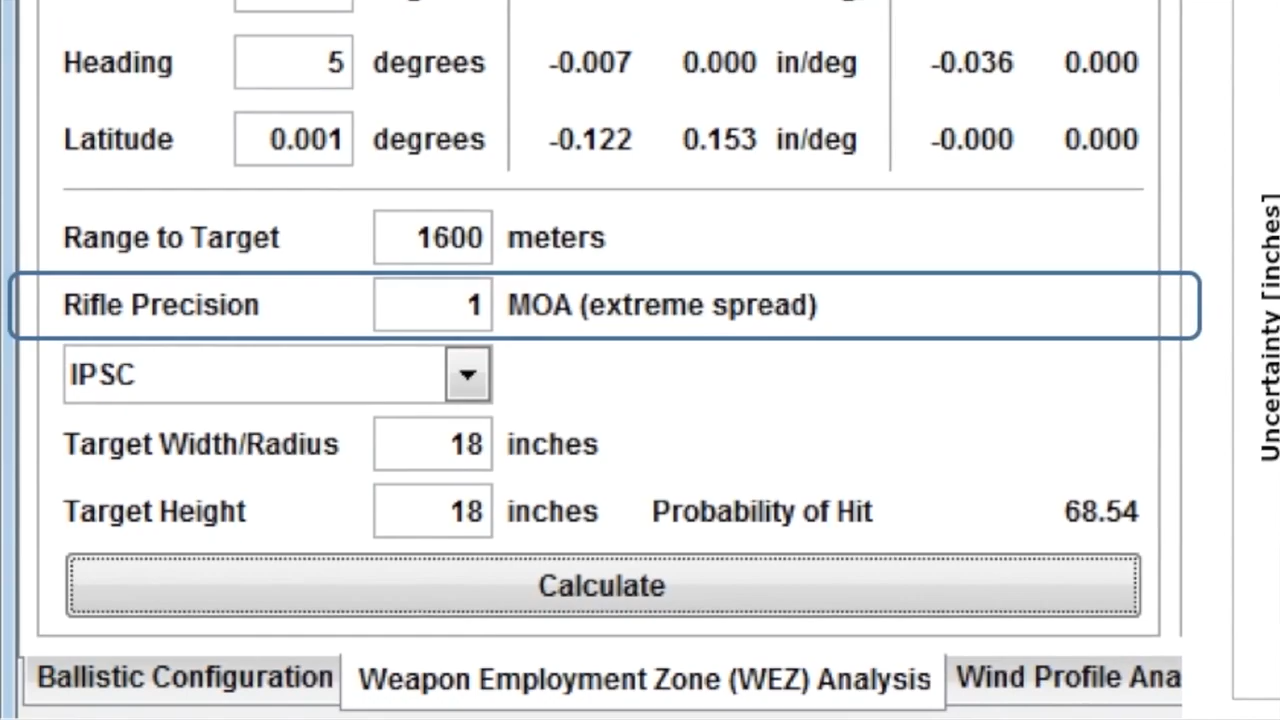 Heading 5 degrees -0.007 0.000 in/deg -0.036 0.000
Latitude 0.001 degrees -0.122 0.153 in/deg -0.000 0.000
Range to Target 1600 meters
Rifle Precision 1 MOA (extreme spread)
IPSC
Target Width/Radius 18 inches
Target Height 18 inches Probability of Hit 68.54
Calculate
Ballistic Configuration Weapon Employment Zone (WEZ) Analysis Wind Profile Ana
Uncertainty [inches]